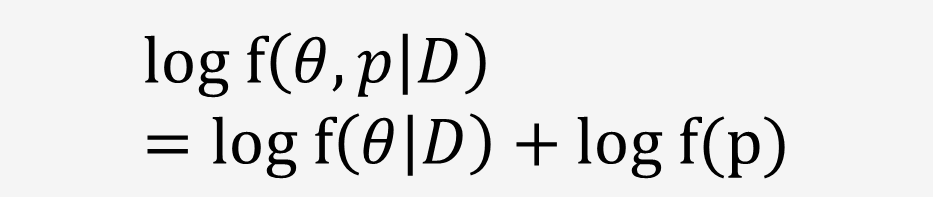 log f(θ, p|D)
= log f(θ|D) + log f(p)